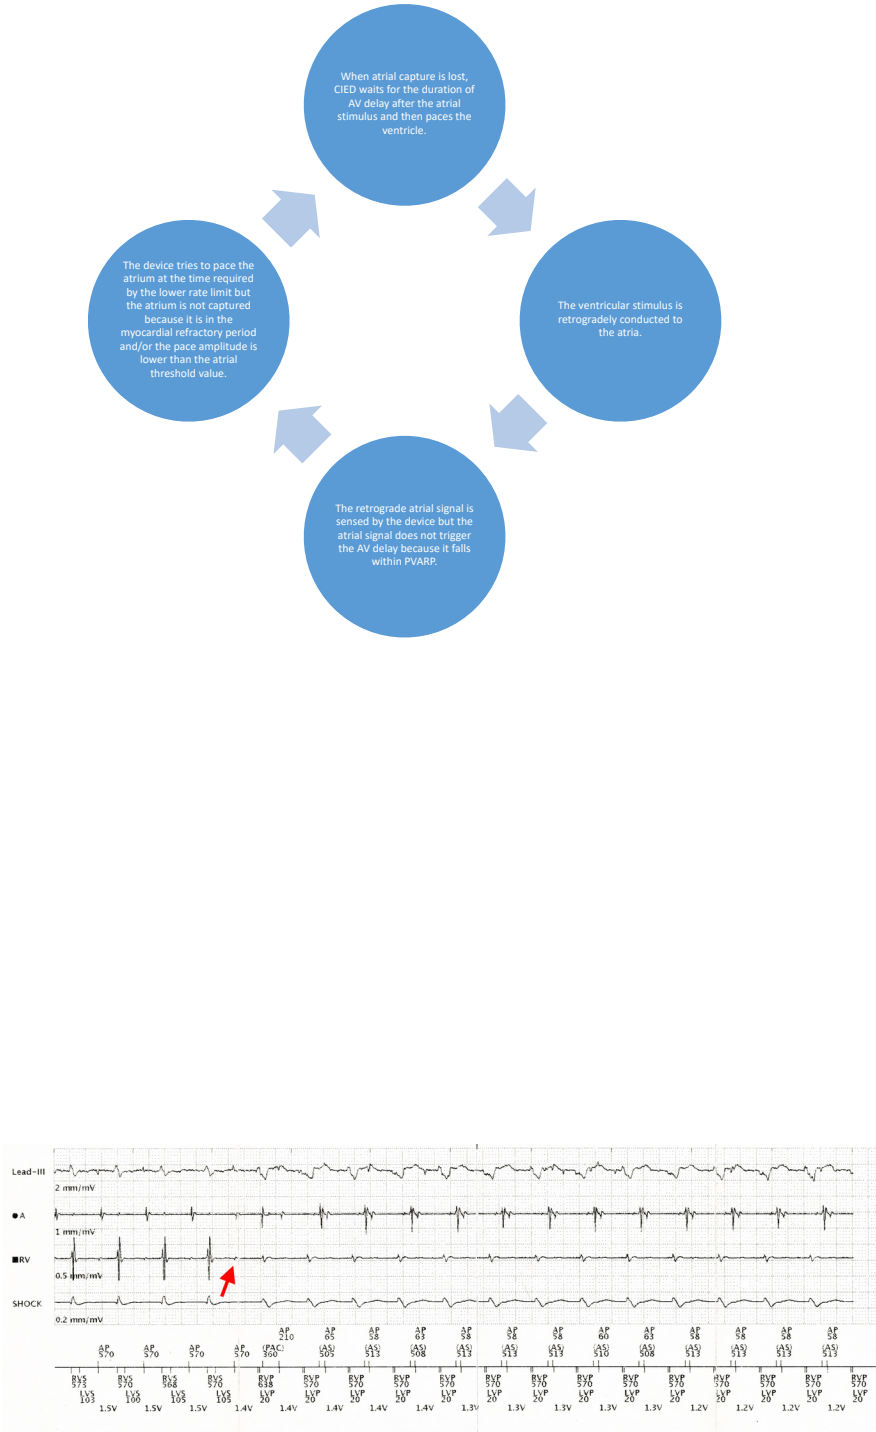 When atrial capture is lost,
CIED waits for the duration of
AV delay after the atrial
stimulus and then paces the
ventricle.
The ventricular stimulus is
retrogradely conducted to
the atria.
The retrograde atrial signal is
sensed by the device but the
atrial signal does not trigger
the AV delay because it falls
within PVARP.
The device tries to pace the
atrium at the time required
by the lower rate limit but
the atrium is not captured
because it is in the
myocardial refractory period
and/or the pace amplitude is
lower than the atrial
threshold value.
Lead-III
2 mm/mV
A
1 mm/mV
RV
0.5 mm/mV
SHOCK
0.2 mm/mV
AP AP AP AP AP AP AP AP AP AP AP AP AP
210 65 58 63 58 58 58 60 63 58 58 58 58
AP AP AP AP (PAC) (AS) (AS) (AS) (AS) (AS) (AS) (AS) (AS) (AS) (AS) (AS) (AS)
570 570 570 570 360 505 513 508 513 513 513 510 508 513 513 513 513
RVS RVS RVS RVS RVP RVP RVP RVP RVP RVP RVP RVP RVP RVP RVP RVP RVP RVP
573 570 568 570 638 570 570 570 570 570 570 570 570 570 570 570 570 570
LVS LVS LVS LVS LVP LVP LVP LVP LVP LVP LVP LVP LVP LVP LVP LVP LVP LVP
103 100 105 105 20 20 20 20 20 20 20 20 20 20 20 20 20 20
1.5V 1.5V 1.5V 1.4V 1.4V 1.4V 1.4V 1.4V 1.3V 1.3V 1.3V 1.3V 1.3V 1.2V 1.2V 1.2V 1.2V